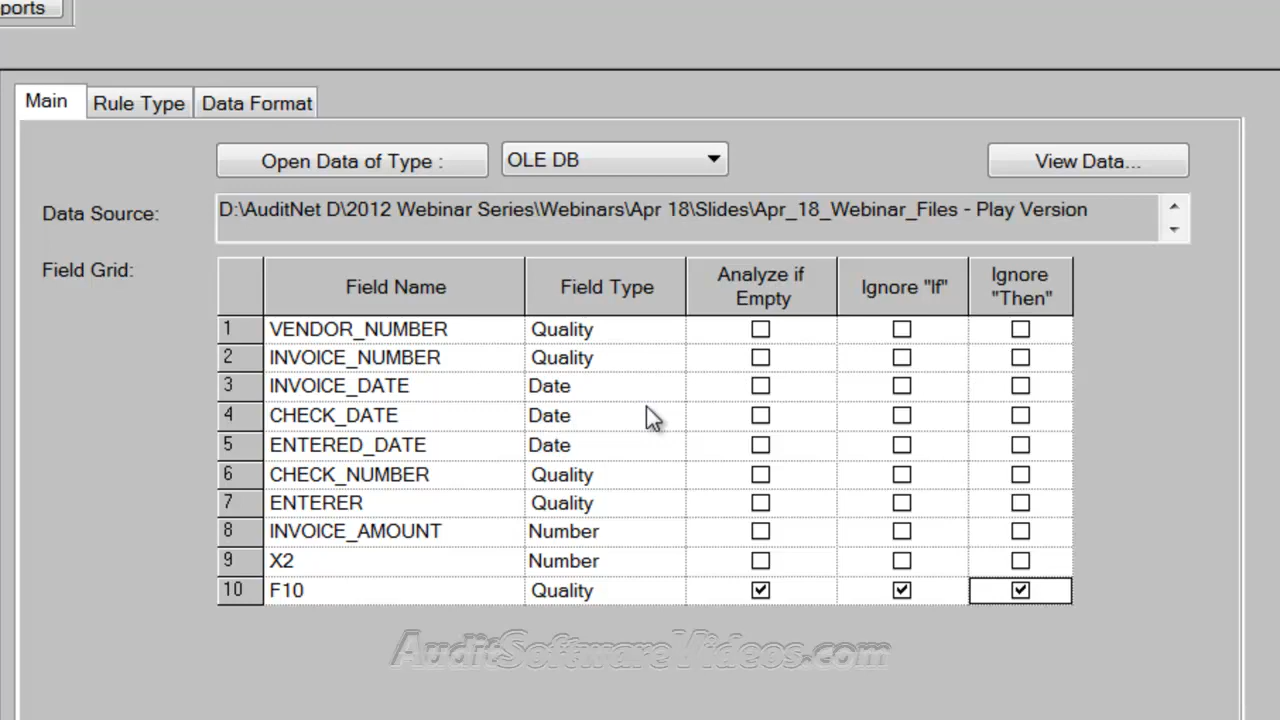 ports
Main Rule Type Data Format
Open Data of Type : OLE DB View Data...
Data Source: D:\AuditNet D\2012 Webinar Series\Webinars\Apr 18\Slides\Apr_18_Webinar_Files - Play Version
Field Grid:
Field Name Field Type Analyze if Empty Ignore "If" Ignore "Then"
1 VENDOR_NUMBER Quality
2 INVOICE_NUMBER Quality
3 INVOICE_DATE Date
4 CHECK_DATE Date
5 ENTERED_DATE Date
6 CHECK_NUMBER Quality
7 ENTERER Quality
8 INVOICE_AMOUNT Number
9 X2 Number
10 F10 Quality
AuditSoftwareVideos.com